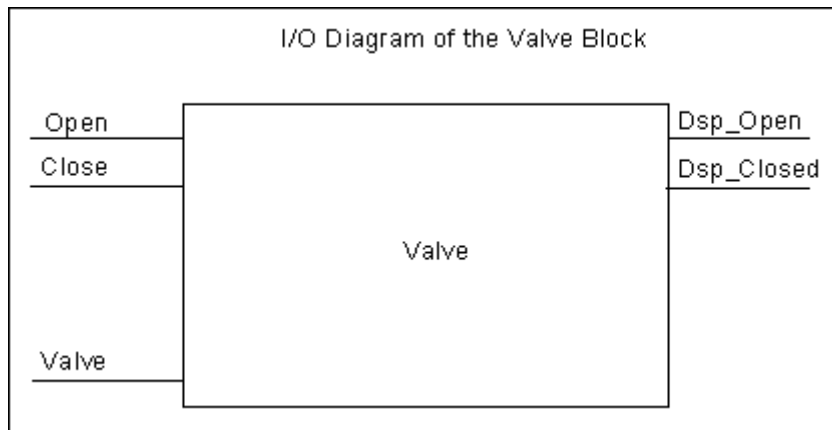 I/O Diagram of the Valve Block
Open
Dsp_Open
Close
Dsp_Closed
Valve
Valve